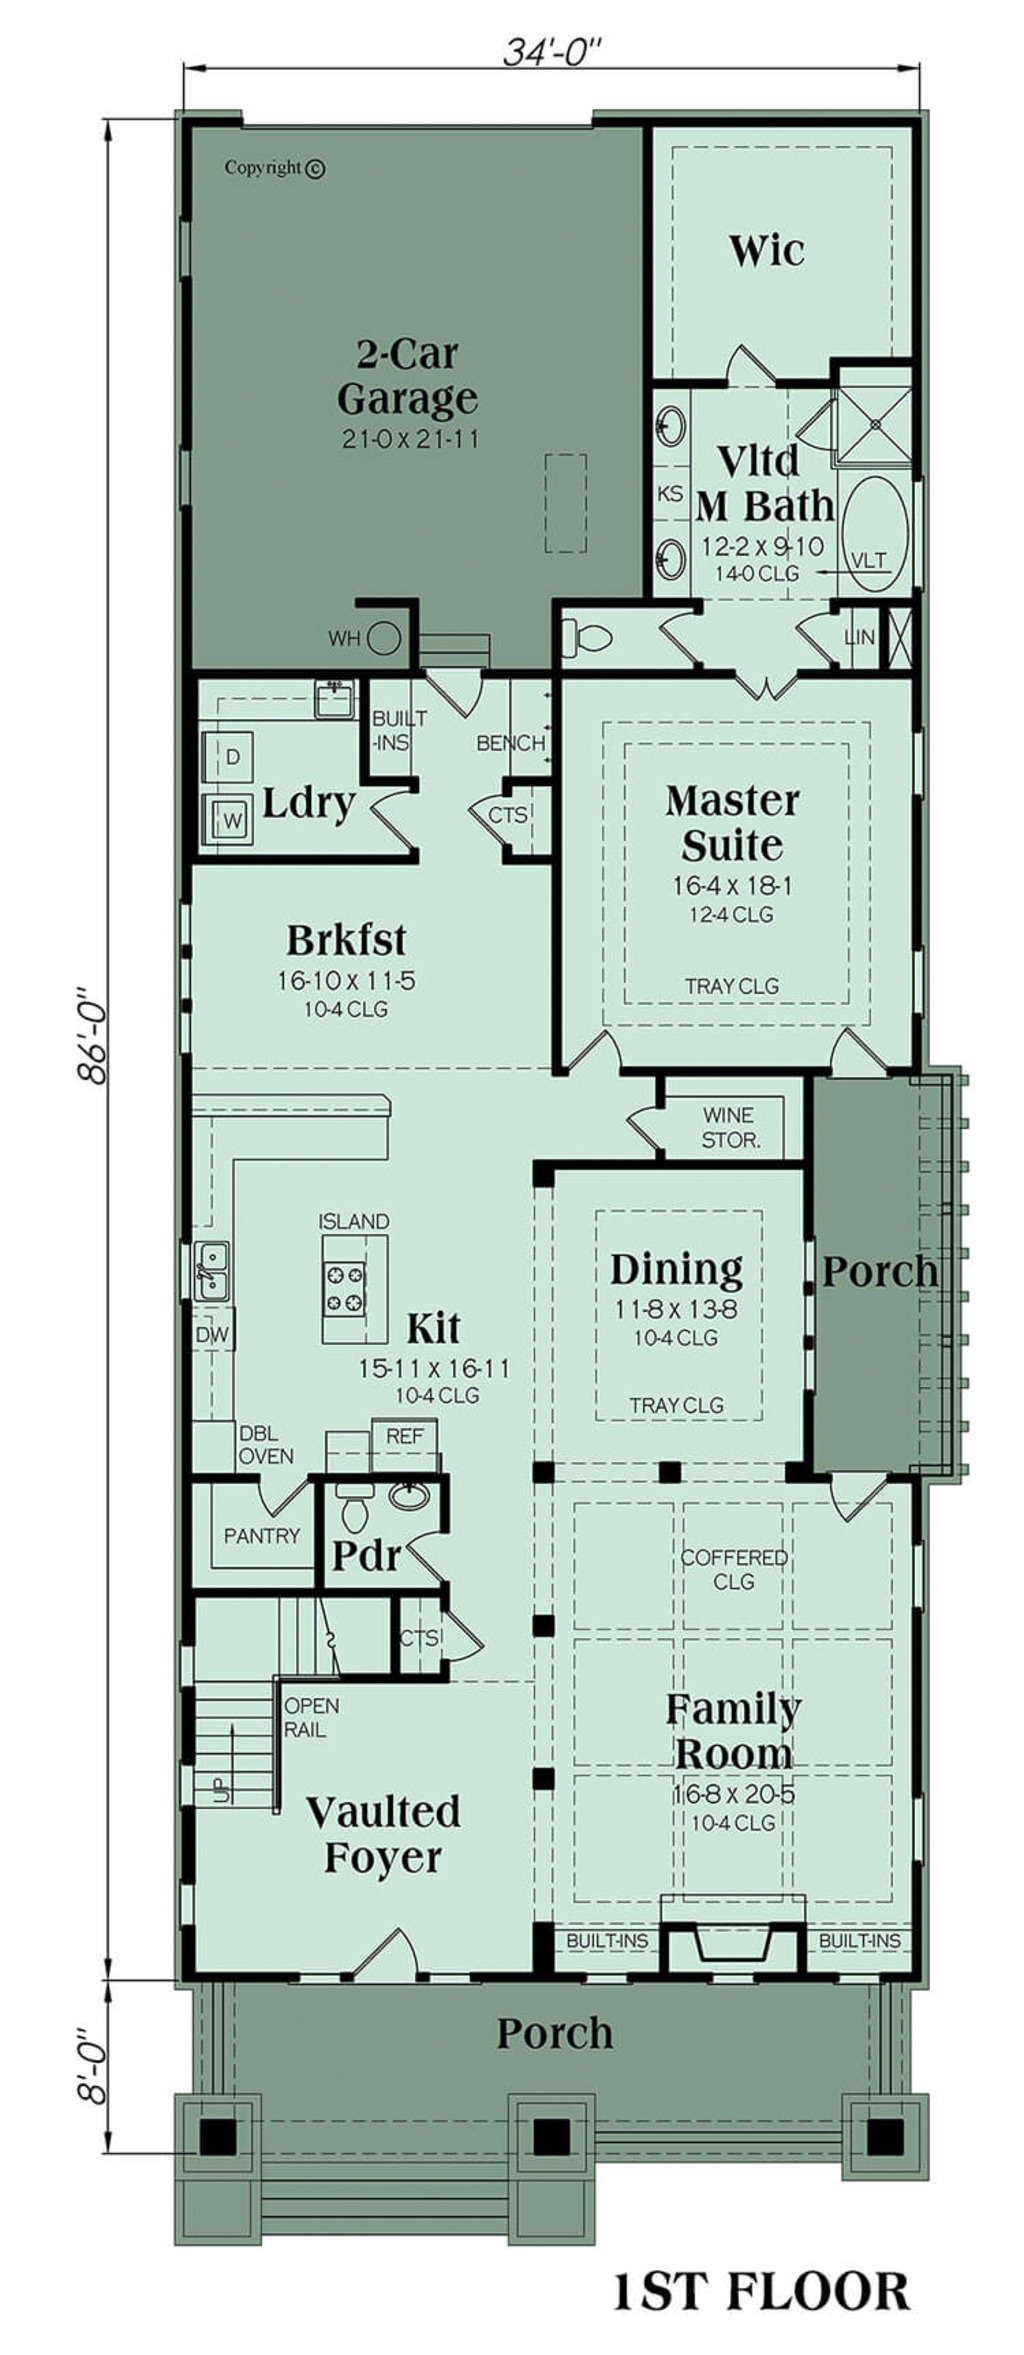 34'-0"
Copyright ©
Wic
2-Car
Garage
21-0 X 21-11
Vltd
M Bath
12-2 X 9-10
14-0 CLG
KS
VLT
WH
LIN
BUILT
-INS
BENCH
D
W
Ldry
CTS
Master
Suite
16-4 X 18-1
12-4 CLG
TRAY CLG
Brkfst
16-10 X 11-5
10-4 CLG
86'-0"
WINE
STOR.
ISLAND
Dining
11-8 X 13-8
10-4 CLG
TRAY CLG
Porch
Kit
15-11 X 16-11
10-4 CLG
DW
DBL
OVEN
REF
PANTRY
Pdr
COFFERED
CLG
CTS
OPEN
RAIL
UP
Family
Room
16-8 X 20-5
10-4 CLG
Vaulted
Foyer
BUILT-INS
BUILT-INS
Porch
8'-0"
1ST FLOOR